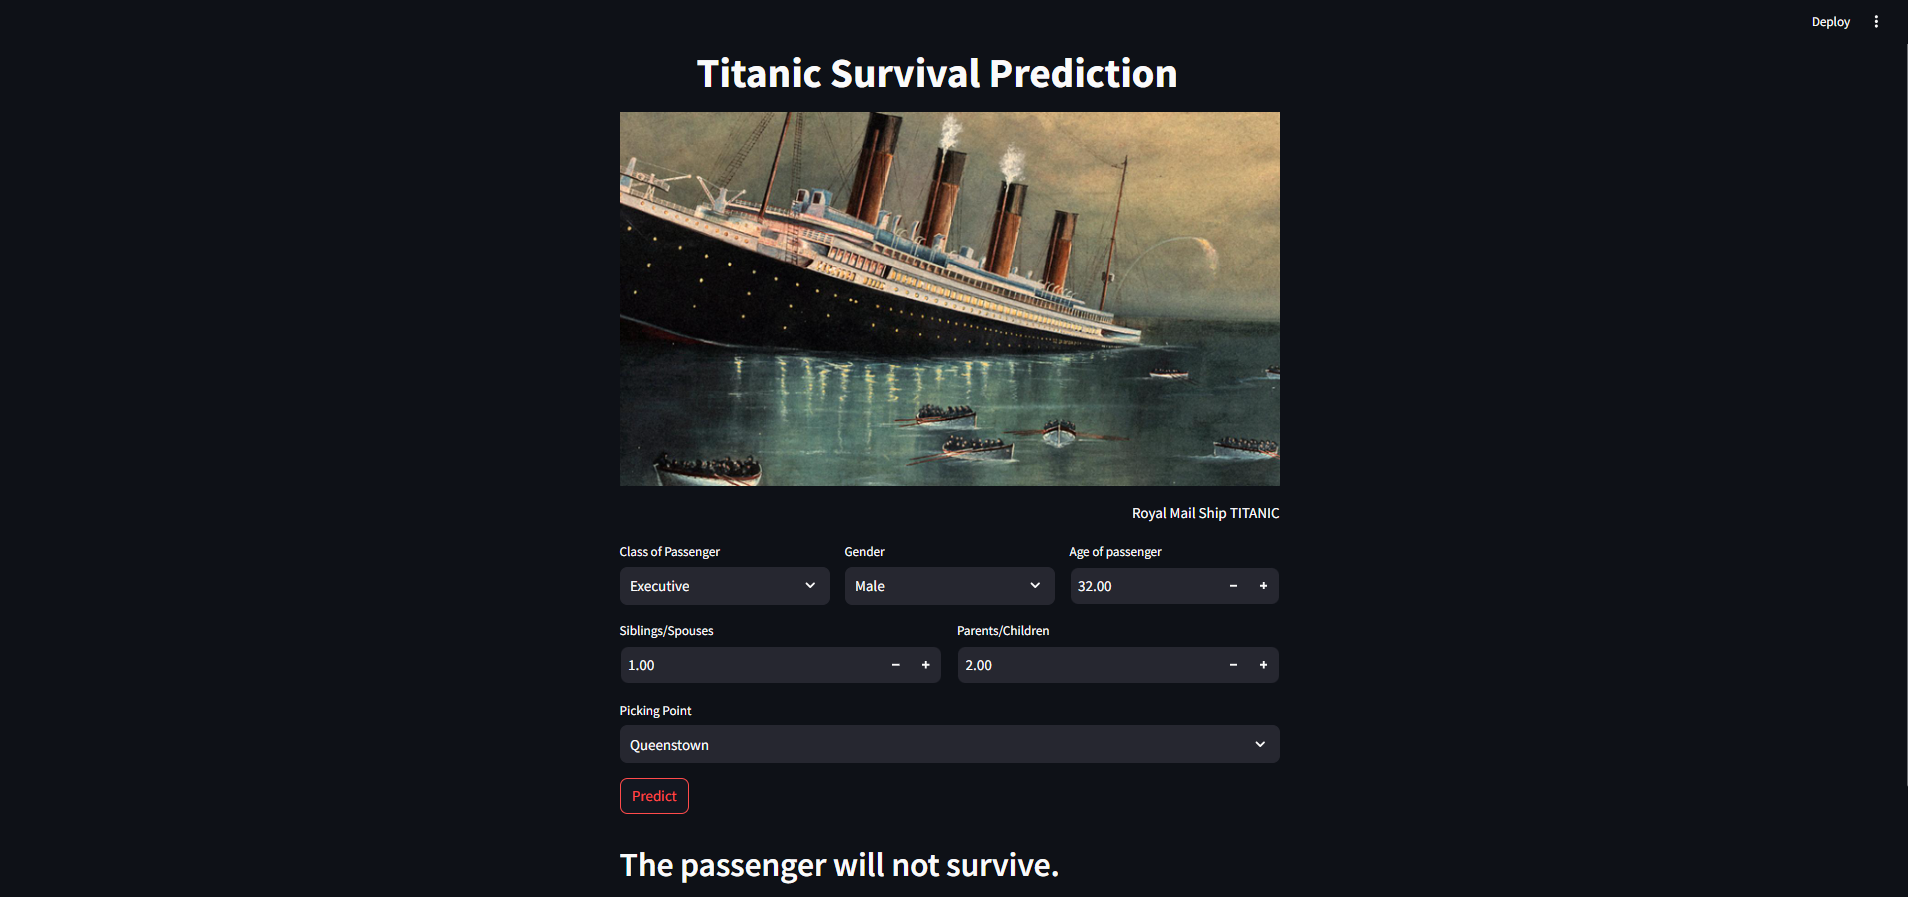 Deploy
Titanic Survival Prediction
Royal Mail Ship TITANIC
Class of Passenger Gender Age of passenger
Executive Male 32.00
Siblings/Spouses Parents/Children
1.00 2.00
Picking Point
Queenstown
Predict
The passenger will not survive.